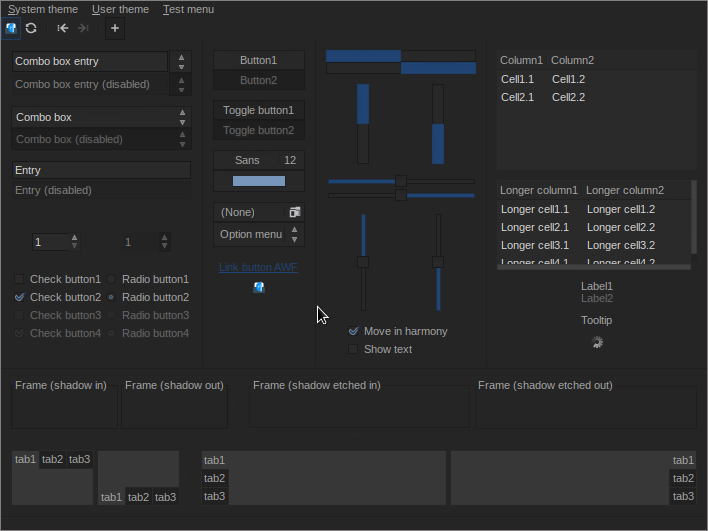 System theme User theme Test menu
Combo box entry
Combo box entry (disabled)
Combo box
Combo box (disabled)
Entry
Entry (disabled)
1 1
Check button1 Radio button1
Check button2 Radio button2
Check button3 Radio button3
Check button4 Radio button4
Button1
Button2
Toggle button1
Toggle button2
Sans 12
(None)
Option menu
Link button AWF
Move in harmony
Show text
Column1 Column2
Cell1.1 Cell1.2
Cell2.1 Cell2.2
Longer column1 Longer column2
Longer cell1.1 Longer cell1.2
Longer cell2.1 Longer cell2.2
Longer cell3.1 Longer cell3.2
Longer cell4.1 Longer cell4.2
Label1
Label2
Tooltip
Frame (shadow in) Frame (shadow out) Frame (shadow etched in) Frame (shadow etched out)
tab1 tab2 tab3
tab1 tab2 tab3
tab1
tab2
tab3
tab1
tab2
tab3